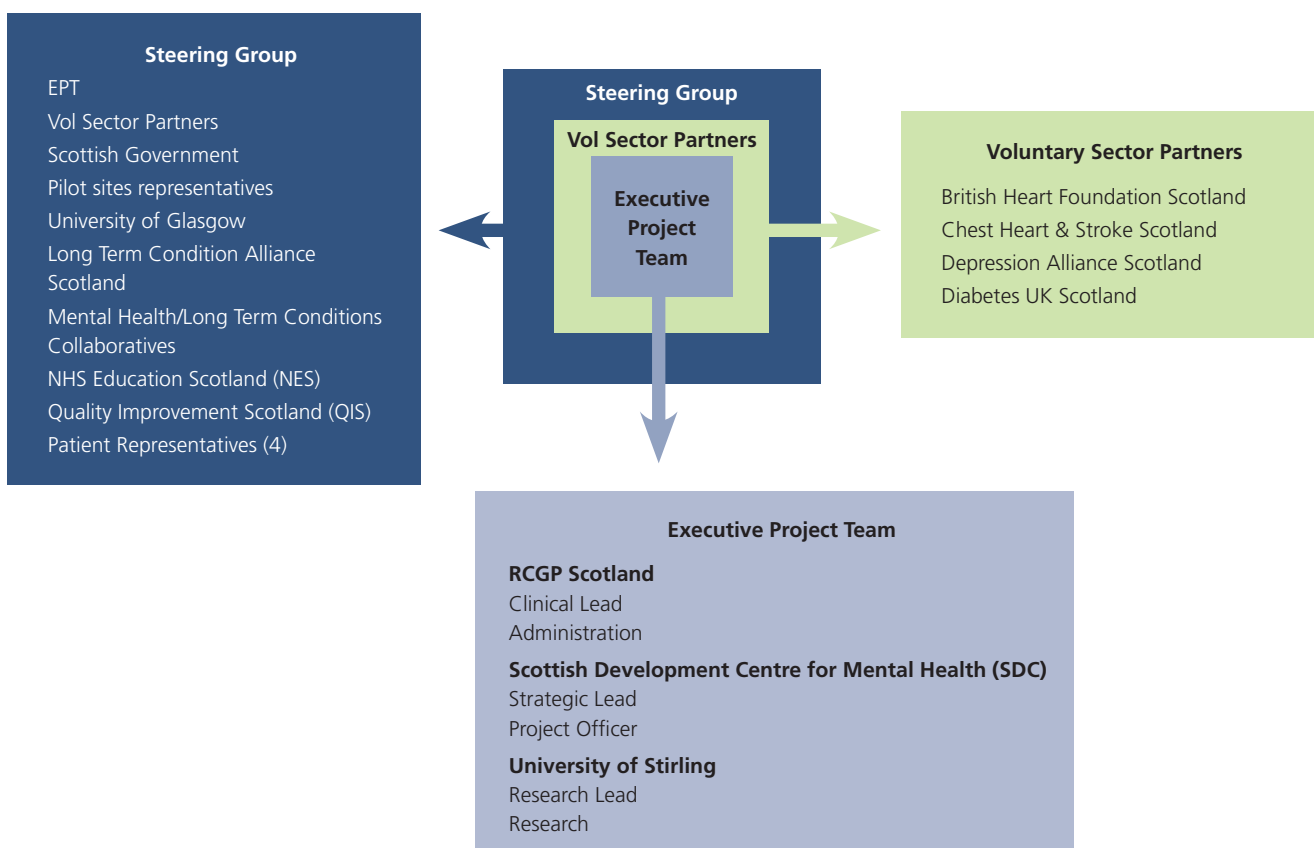 Steering Group
EPT
Vol Sector Partners
Scottish Government
Pilot sites representatives
University of Glasgow
Long Term Condition Alliance
Scotland
Mental Health/Long Term Conditions
Collaboratives
NHS Education Scotland (NES)
Quality Improvement Scotland (QIS)
Patient Representatives (4)
Steering Group
Vol Sector Partners
Executive
Project
Team
Voluntary Sector Partners
British Heart Foundation Scotland
Chest Heart & Stroke Scotland
Depression Alliance Scotland
Diabetes UK Scotland
Executive Project Team
RCGP Scotland
Clinical Lead
Administration
Scottish Development Centre for Mental Health (SDC)
Strategic Lead
Project Officer
University of Stirling
Research Lead
Research